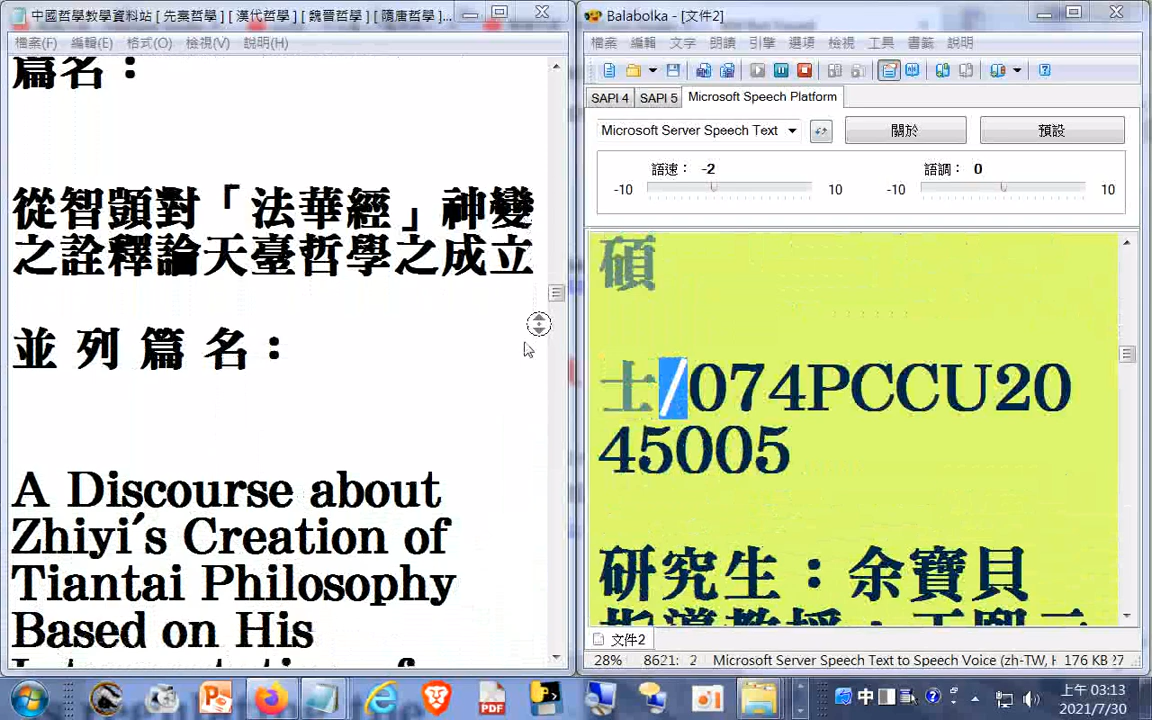 中國哲學教學資料站 [ 先秦哲學 ] [ 漢代哲學 ] [ 魏晉哲學 ] [ 隋唐哲學 ]...
檔案(F) 編輯(E) 格式(O) 檢視(V) 說明(H)
篇名：
從智顗對「法華經」神變
之詮釋論天臺哲學之成立
並 列 篇 名：
A Discourse about
Zhiyi's Creation of
Tiantai Philosophy
Based on His
Balabolka - [文件2]
檔案 編輯 文字 朗讀 引擎 選項 檢視 工具 書籤 說明
SAPI 4 SAPI 5 Microsoft Speech Platform
Microsoft Server Speech Text 關於 預設
語速： -2 語調： 0
-10 10 -10 10
碩
士/074PCCU20
45005
研究生：余寶貝
指導教授：王熙元
文件2
28% 8621: 2 Microsoft Server Speech Text to Speech Voice (zh-TW, H 176 KB
中
上午 03:13
2021/7/30